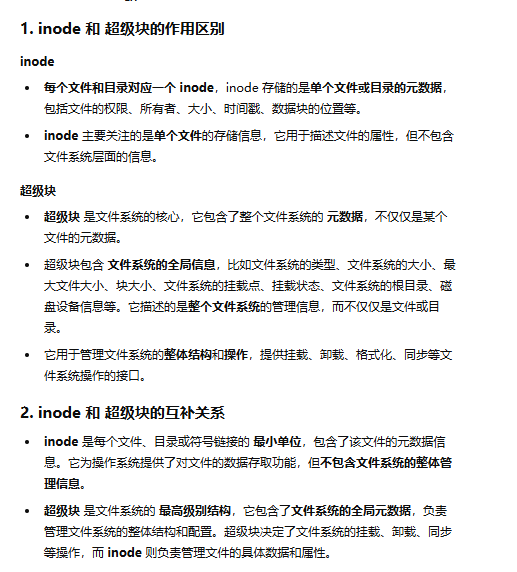 1. inode 和 超级块的作用区别
inode
• 每个文件和目录对应一个 inode，inode 存储的是单个文件或目录的元数据，
包括文件的权限、所有者、大小、时间戳、数据块的位置等。
• inode 主要关注的是单个文件的存储信息，它用于描述文件的属性，但不包含
文件系统层面的信息。
超级块
• 超级块 是文件系统的核心，它包含了整个文件系统的 元数据，不仅仅是某个
文件的元数据。
• 超级块包含 文件系统的全局信息，比如文件系统的类型、文件系统的大小、最
大文件大小、块大小、文件系统的挂载点、挂载状态、文件系统的根目录、磁
盘设备信息等。它描述的是整个文件系统的管理信息，而不仅仅是文件或目
录。
• 它用于管理文件系统的整体结构和操作，提供挂载、卸载、格式化、同步等文
件系统操作的接口。
2. inode 和 超级块的互补关系
• inode 是每个文件、目录或符号链接的 最小单位，包含了该文件的元数据信
息。它为操作系统提供了对文件的数据存取功能，但不包含文件系统的整体管
理信息。
• 超级块 是文件系统的 最高级别结构，它包含了文件系统的全局元数据，负责
管理文件系统的整体结构和配置。超级块决定了文件系统的挂载、卸载、同步
等操作，而 inode 则负责管理文件的具体数据和属性。